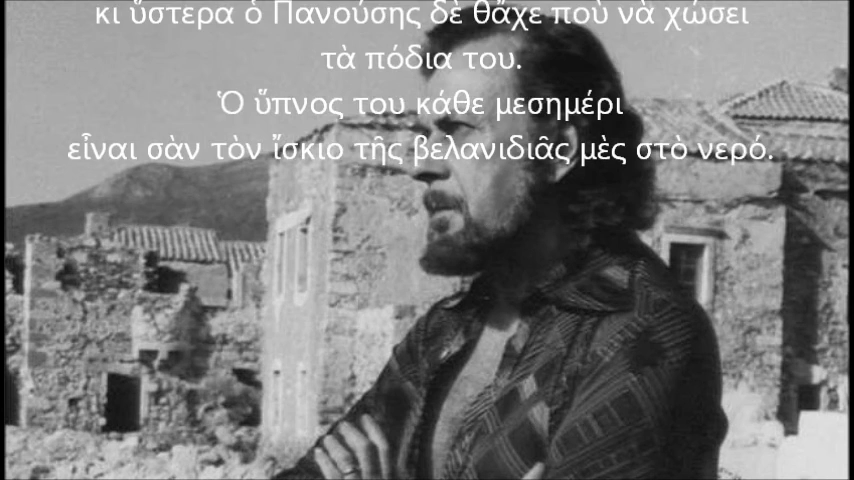 κι ὕστερα ὁ Πανούσης δὲ θἄχε ποὺ νὰ χώσει
τὰ πόδια του.
Ὁ ὕπνος του κάθε μεσημέρι
εἶναι σὰν τὸν ἴσκιο τῆς βελανιδιᾶς μὲς στὸ νερό.